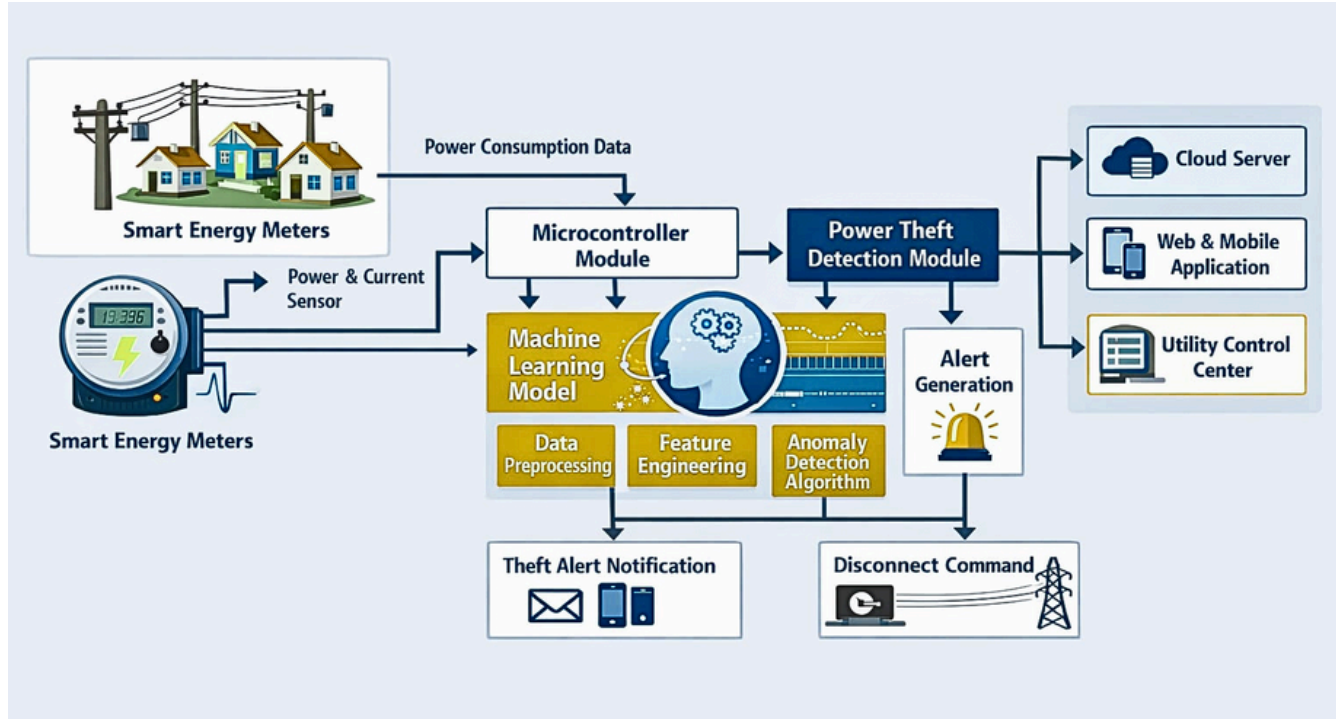 Smart Energy Meters
Power Consumption Data
Power & Current
Sensor
13.396
Smart Energy Meters
Microcontroller
Module
Power Theft
Detection Module
Machine
Learning
Model
Data
Preprocessing
Feature
Engineering
Anomaly
Detection
Algorithm
Alert
Generation
Cloud Server
Web & Mobile
Application
Utility Control
Center
Theft Alert Notification
Disconnect Command